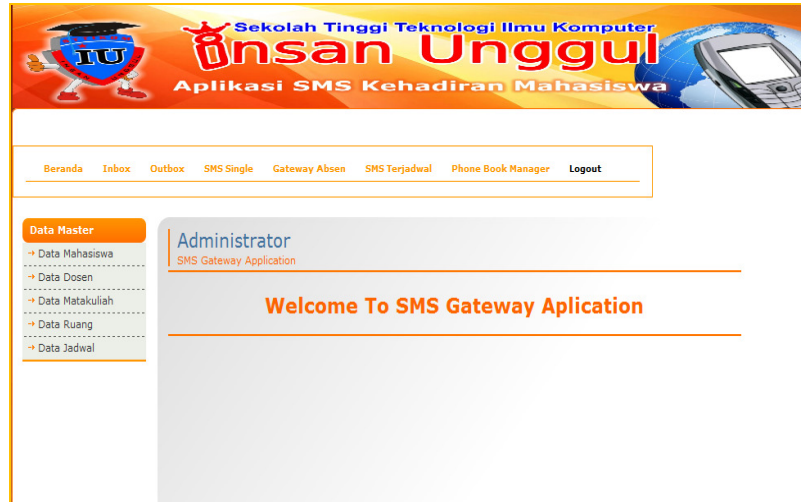 Sekolah Tinggi Teknologi Ilmu Komputer
insan Unggul
IU
Aplikasi SMS Kehadiran Mahasiswa
Beranda Inbox Outbox SMS Single Gateway Absen SMS Terjadwal Phone Book Manager Logout
Data Master
Data Mahasiswa
Data Dosen
Data Matakuliah
Data Ruang
Data Jadwal
Administrator
SMS Gateway Application
Welcome To SMS Gateway Aplication